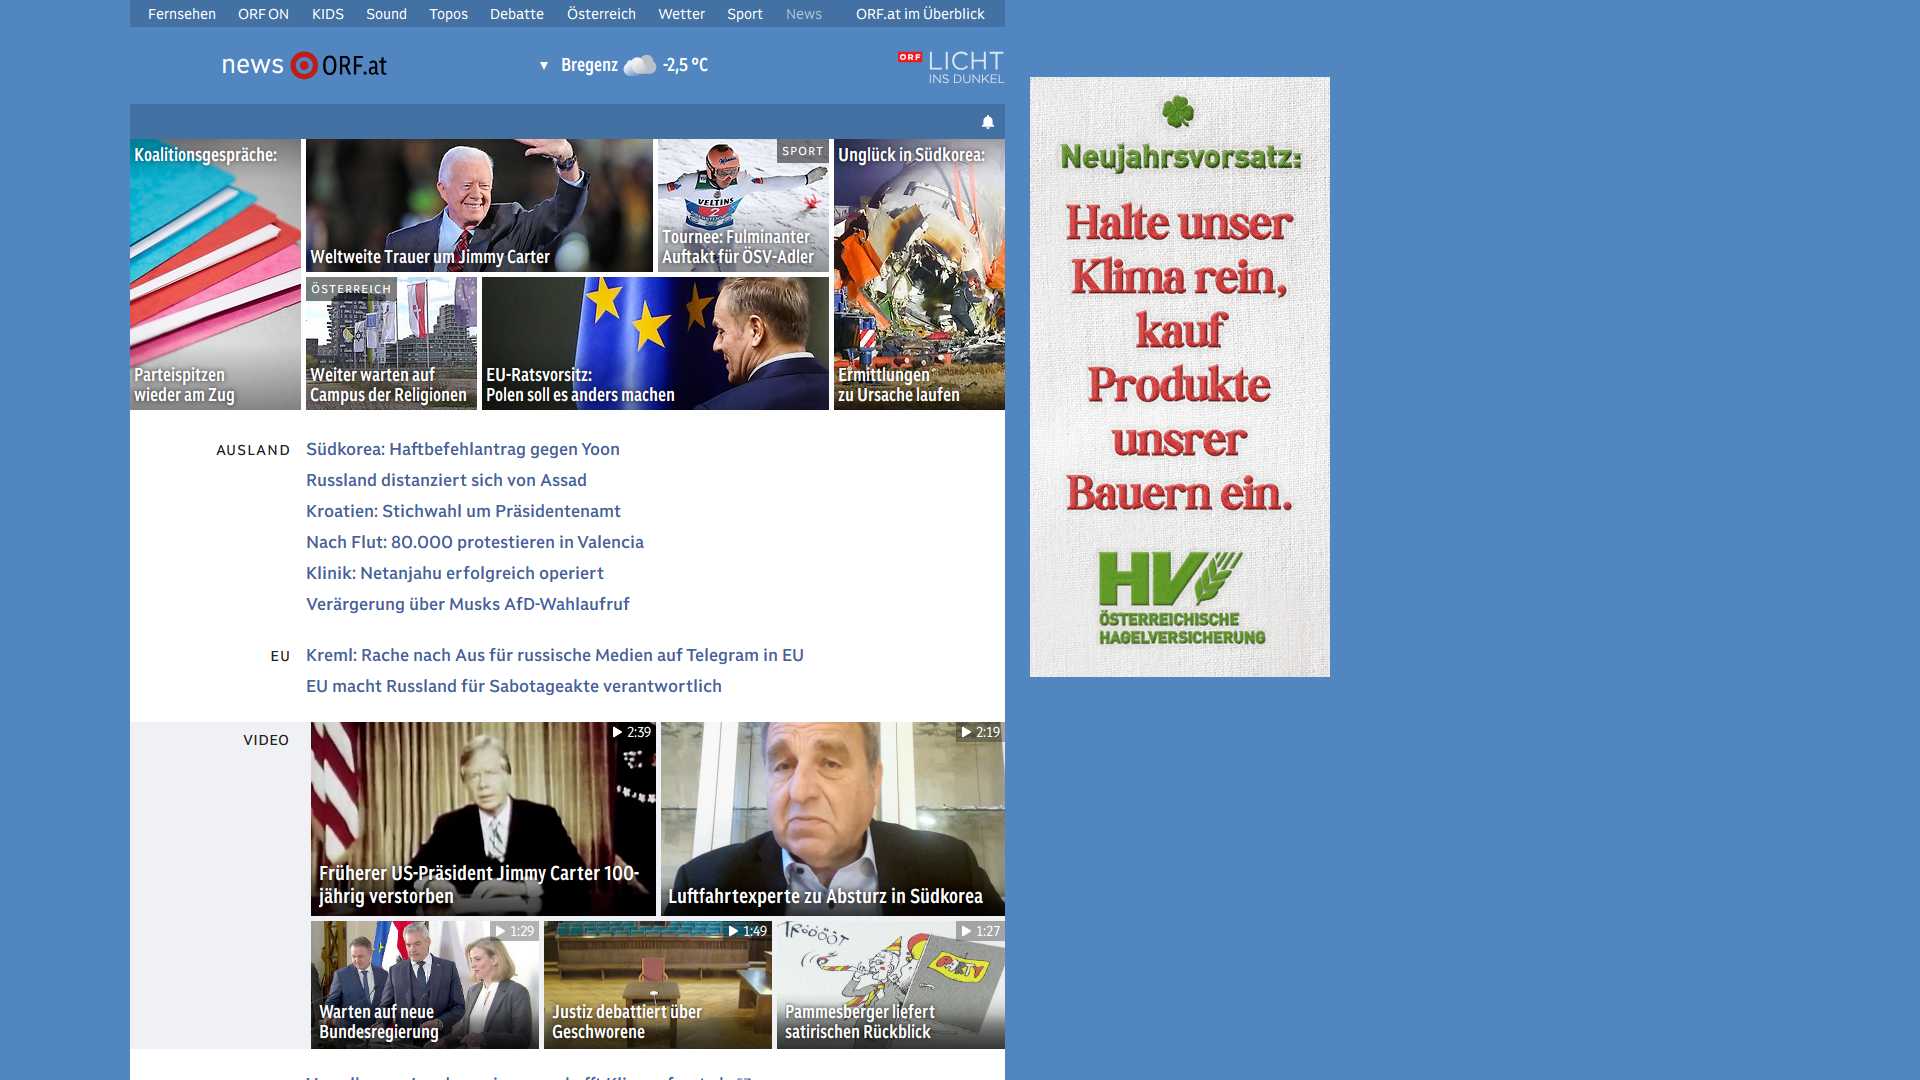 Fernsehen ORF ON KIDS Sound Topos Debatte Österreich Wetter Sport News ORF.at im Überblick
news ORF.at
▼ Bregenz -2,5 °C
ORF LICHT
INS DUNKEL
Koalitionsgespräche:
Parteispitzen
wieder am Zug
Weltweite Trauer um Jimmy Carter
SPORT
VELTINS
2
Tournee: Fulminanter
Auftakt für ÖSV-Adler
Unglück in Südkorea:
Ermittlungen
zu Ursache laufen
ÖSTERREICH
Weiter warten auf
Campus der Religionen
EU-Ratsvorsitz:
Polen soll es anders machen
AUSLAND
Südkorea: Haftbefehlantrag gegen Yoon
Russland distanziert sich von Assad
Kroatien: Stichwahl um Präsidentenamt
Nach Flut: 80.000 protestieren in Valencia
Klinik: Netanjahu erfolgreich operiert
Verärgerung über Musks AfD-Wahlaufruf
EU
Kreml: Rache nach Aus für russische Medien auf Telegram in EU
EU macht Russland für Sabotageakte verantwortlich
VIDEO
2:39
Früherer US-Präsident Jimmy Carter 100-
jährig verstorben
2:19
Luftfahrtexperte zu Absturz in Südkorea
1:29
Warten auf neue
Bundesregierung
1:49
Justiz debattiert über
Geschworene
TRÖÖÖÖT
PARTY
1:27
Pammesberger liefert
satirischen Rückblick
Neujahrsvorsatz:
Halte unser
Klima rein,
kauf
Produkte
unsrer
Bauern ein.
HV
ÖSTERREICHISCHE
HAGELVERSICHERUNG